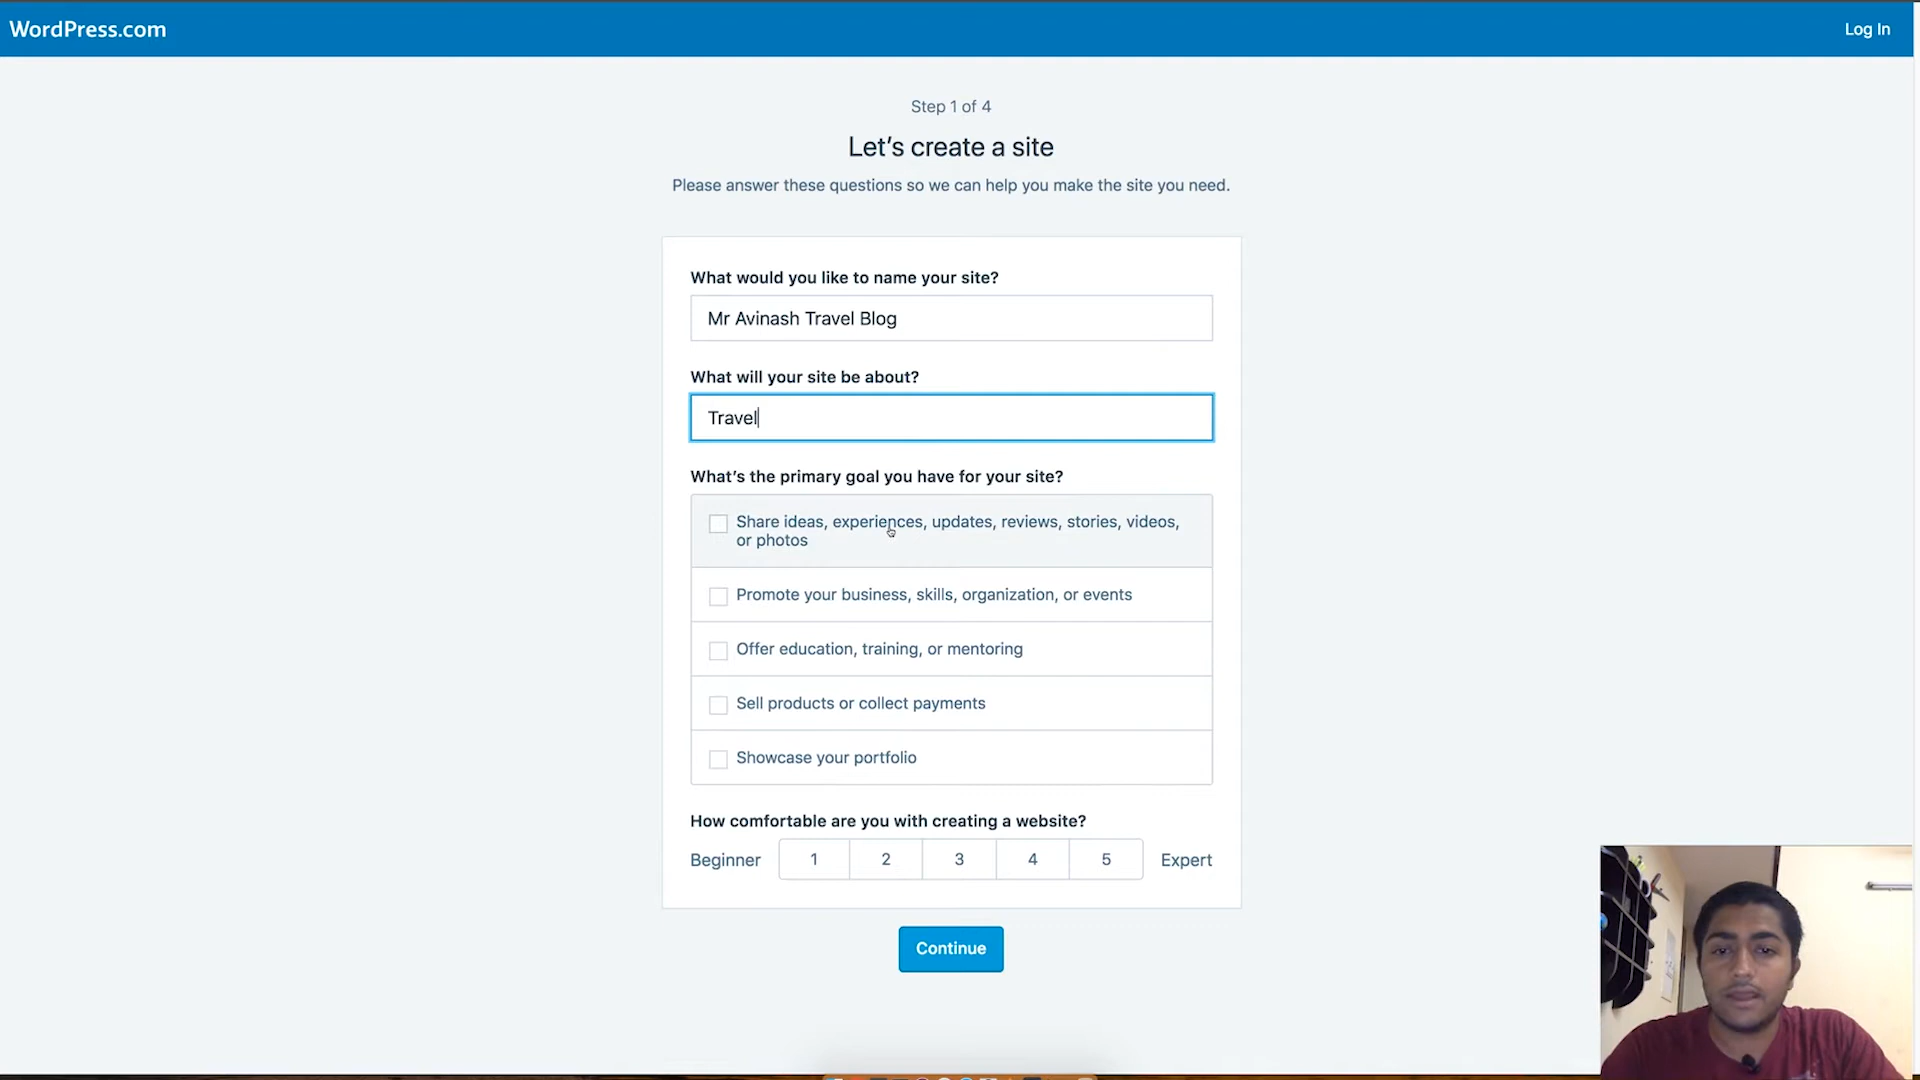 WordPress.com
Log In
Step 1 of 4
Let's create a site
Please answer these questions so we can help you make the site you need.
What would you like to name your site?
Mr Avinash Travel Blog
What will your site be about?
Travel
What's the primary goal you have for your site?
Share ideas, experiences, updates, reviews, stories, videos,
or photos
Promote your business, skills, organization, or events
Offer education, training, or mentoring
Sell products or collect payments
Showcase your portfolio
How comfortable are you with creating a website?
Beginner 1 2 3 4 5 Expert
Continue